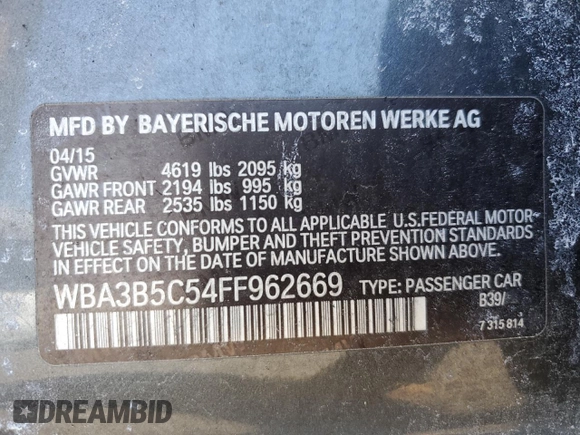 MFD BY BAYERISCHE MOTOREN WERKE AG
04/15
GVWR 4619 lbs 2095 kg
GAWR FRONT 2194 lbs 995 kg
GAWR REAR 2535 lbs 1150 kg
THIS VEHICLE CONFORMS TO ALL APPLICABLE U.S.FEDERAL MOTOR-
VEHICLE SAFETY, BUMPER AND THEFT PREVENTION STANDARDS
IN EFFECT ON THE DATE OF MANUFACTURE SHOWN ABOVE.
WBA3B5C54FF962669 TYPE: PASSENGER CAR
B39/
7 315 814
DREAMBID